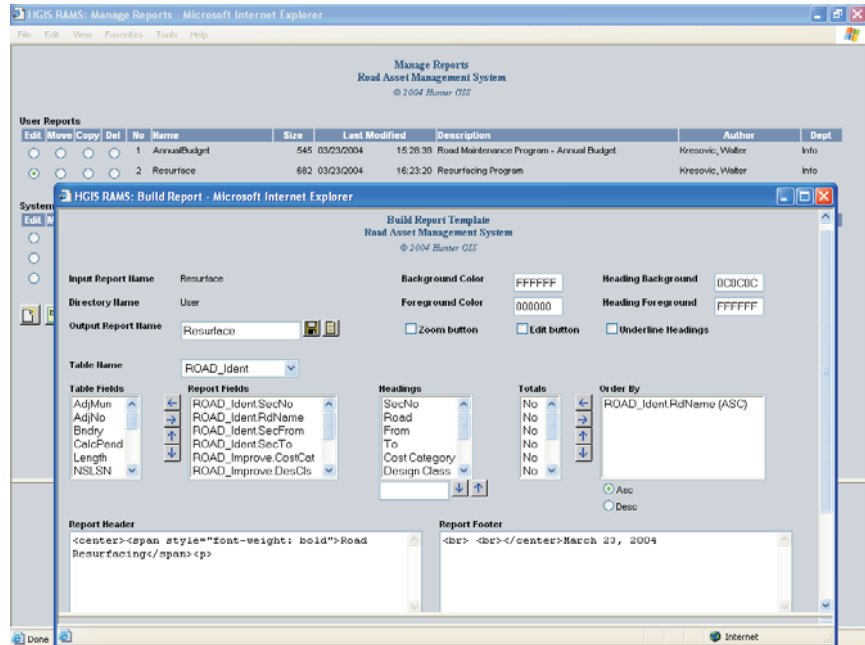 HGIS RAMS: Manage Reports - Microsoft Internet Explorer
File Edit View Favorites Tools Help
Manage Reports
Road Asset Management System
© 2004 Hunter GIS
User Reports
Edit Move Copy Del No Name Size Last Modified Description Author Dept
1 AnnualBudget 545 03/23/2004 15:28:39 Road Maintenance Program - Annual Budget Kresovic, Walter Info
2 Resurface 682 03/23/2004 16:23:20 Resurfacing Program Kresovic, Walter Info
System
Edit M
HGIS RAMS: Build Report - Microsoft Internet Explorer
Build Report Template
Road Asset Management System
© 2004 Hunter GIS
Input Report Name Resurface Background Color FFFFFF Heading Background 0C0C0C
Directory Name User Foreground Color 000000 Heading Foreground FFFFFF
Output Report Name Resurface Zoom button Edit button Underline Headings
Table Name ROAD_Ident
Table Fields Report Fields Headings Totals Order By
AdjMun ROAD_Ident.SecNo SecNo No ROAD_Ident.RdName (ASC)
AdjNo ROAD_Ident.RdName Road No
Bndry ROAD_Ident.SecFrom From No
CalcPend ROAD_Ident.SecTo To No
Length ROAD_Improve.CostCat Cost Category No
NSLSN ROAD_Improve.DesCls Design Class No
Asc
Desc
Report Header Report Footer
<center><span style="font-weight: bold">Road <br> <br></center>March 23, 2004
Resurfacing</span><p>
Done Internet